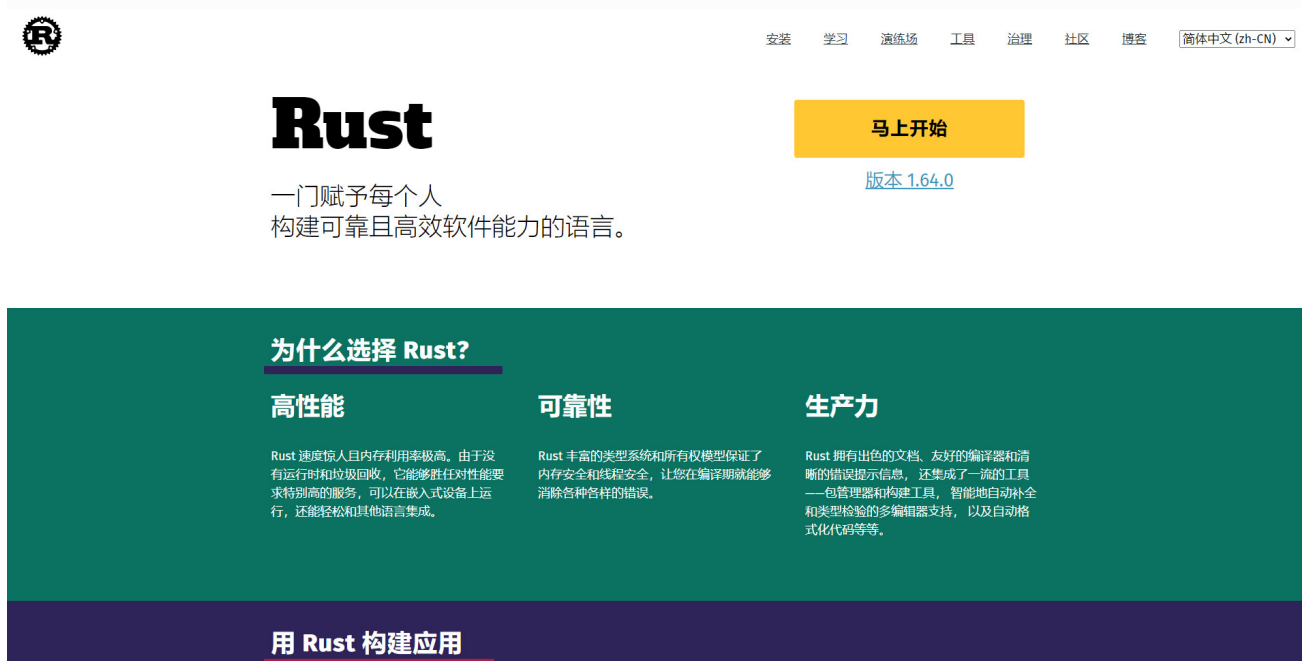 R
安装 学习 演练场 工具 治理 社区 博客 简体中文 (zh-CN)
Rust
一门赋予每个人
构建可靠且高效软件能力的语言。
马上开始
版本 1.64.0
为什么选择 Rust?
高性能
Rust 速度惊人且内存利用率极高。由于没
有运行时和垃圾回收，它能够胜任对性能要
求特别高的服务，可以在嵌入式设备上运
行，还能轻松和其他语言集成。
可靠性
Rust 丰富的类型系统和所有权模型保证了
内存安全和线程安全，让您在编译期就能够
消除各种各样的错误。
生产力
Rust 拥有出色的文档、友好的编译器和清
晰的错误提示信息， 还集成了一流的工具
——包管理器和构建工具， 智能地自动补全
和类型检验的多编辑器支持， 以及自动格
式化代码等等。
用 Rust 构建应用